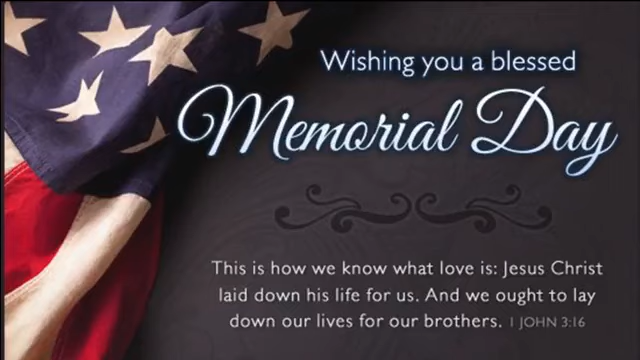 Wishing you a blessed
Memorial Day
This is how we know what love is: Jesus Christ
laid down his life for us. And we ought to lay
down our lives for our brothers. 1 JOHN 3:16